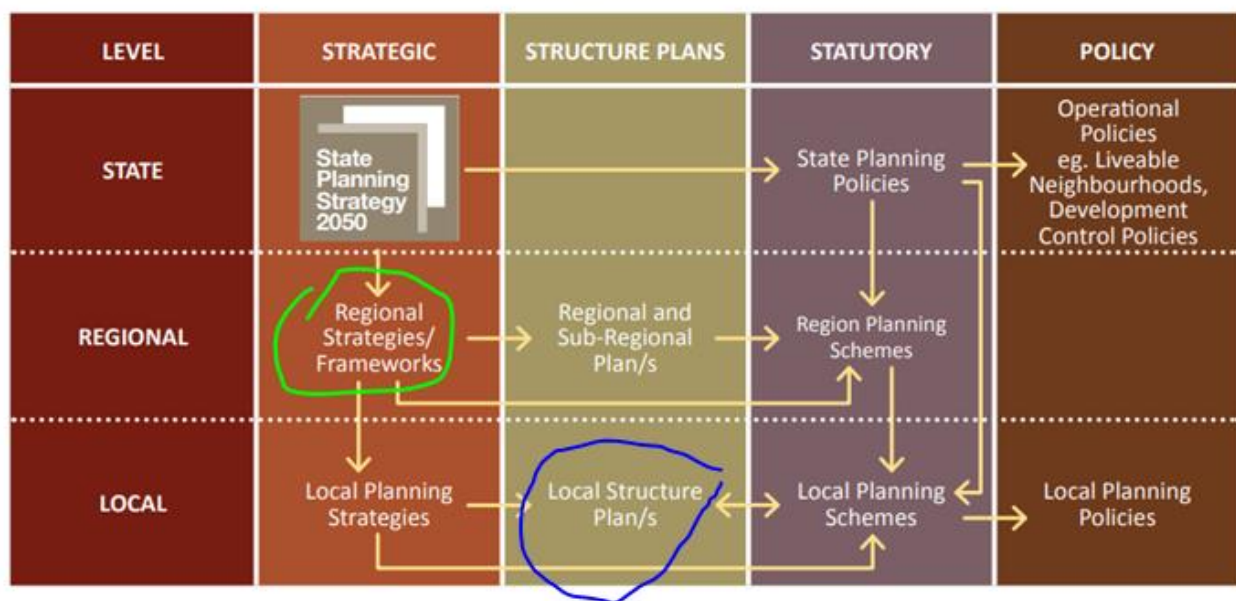 LEVEL
STRATEGIC
STRUCTURE PLANS
STATUTORY
POLICY
STATE
State
Planning
Strategy
2050
State Planning
Policies
Operational
Policies
eg. Liveable
Neighbourhoods,
Development
Control Policies
REGIONAL
Regional
Strategies/
Frameworks
Regional and
Sub-Regional
Plan/s
Region Planning
Schemes
LOCAL
Local Planning
Strategies
Local Structure
Plan/s
Local Planning
Schemes
Local Planning
Policies